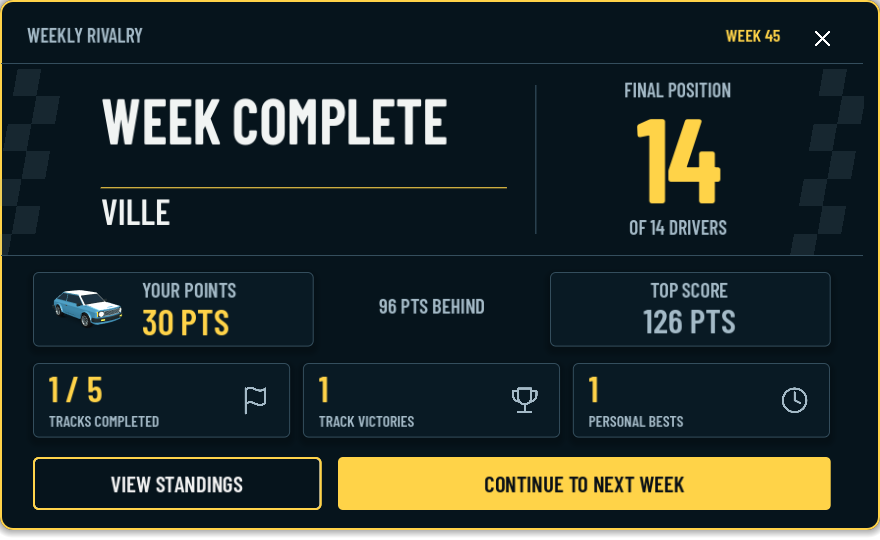 WEEKLY RIVALRY
WEEK 45
WEEK COMPLETE
VILLE
FINAL POSITION
14
OF 14 DRIVERS
YOUR POINTS
30 PTS
96 PTS BEHIND
TOP SCORE
126 PTS
1 / 5
TRACKS COMPLETED
1
TRACK VICTORIES
1
PERSONAL BESTS
VIEW STANDINGS
CONTINUE TO NEXT WEEK